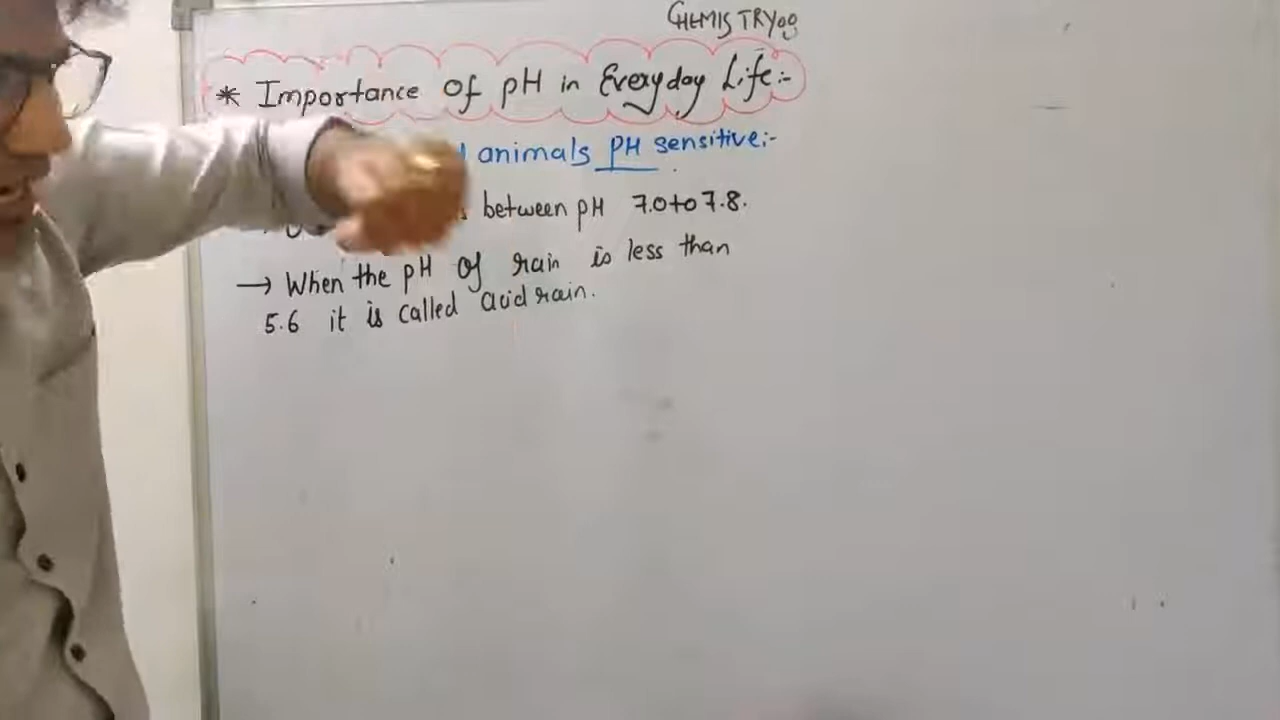 CHEMISTRY
* Importance Of pH in Everyday Life:-
animals PH sensitive:-
between pH 7.0 to 7.8.
→ When the pH of rain is less than
5.6 it is called acid rain.